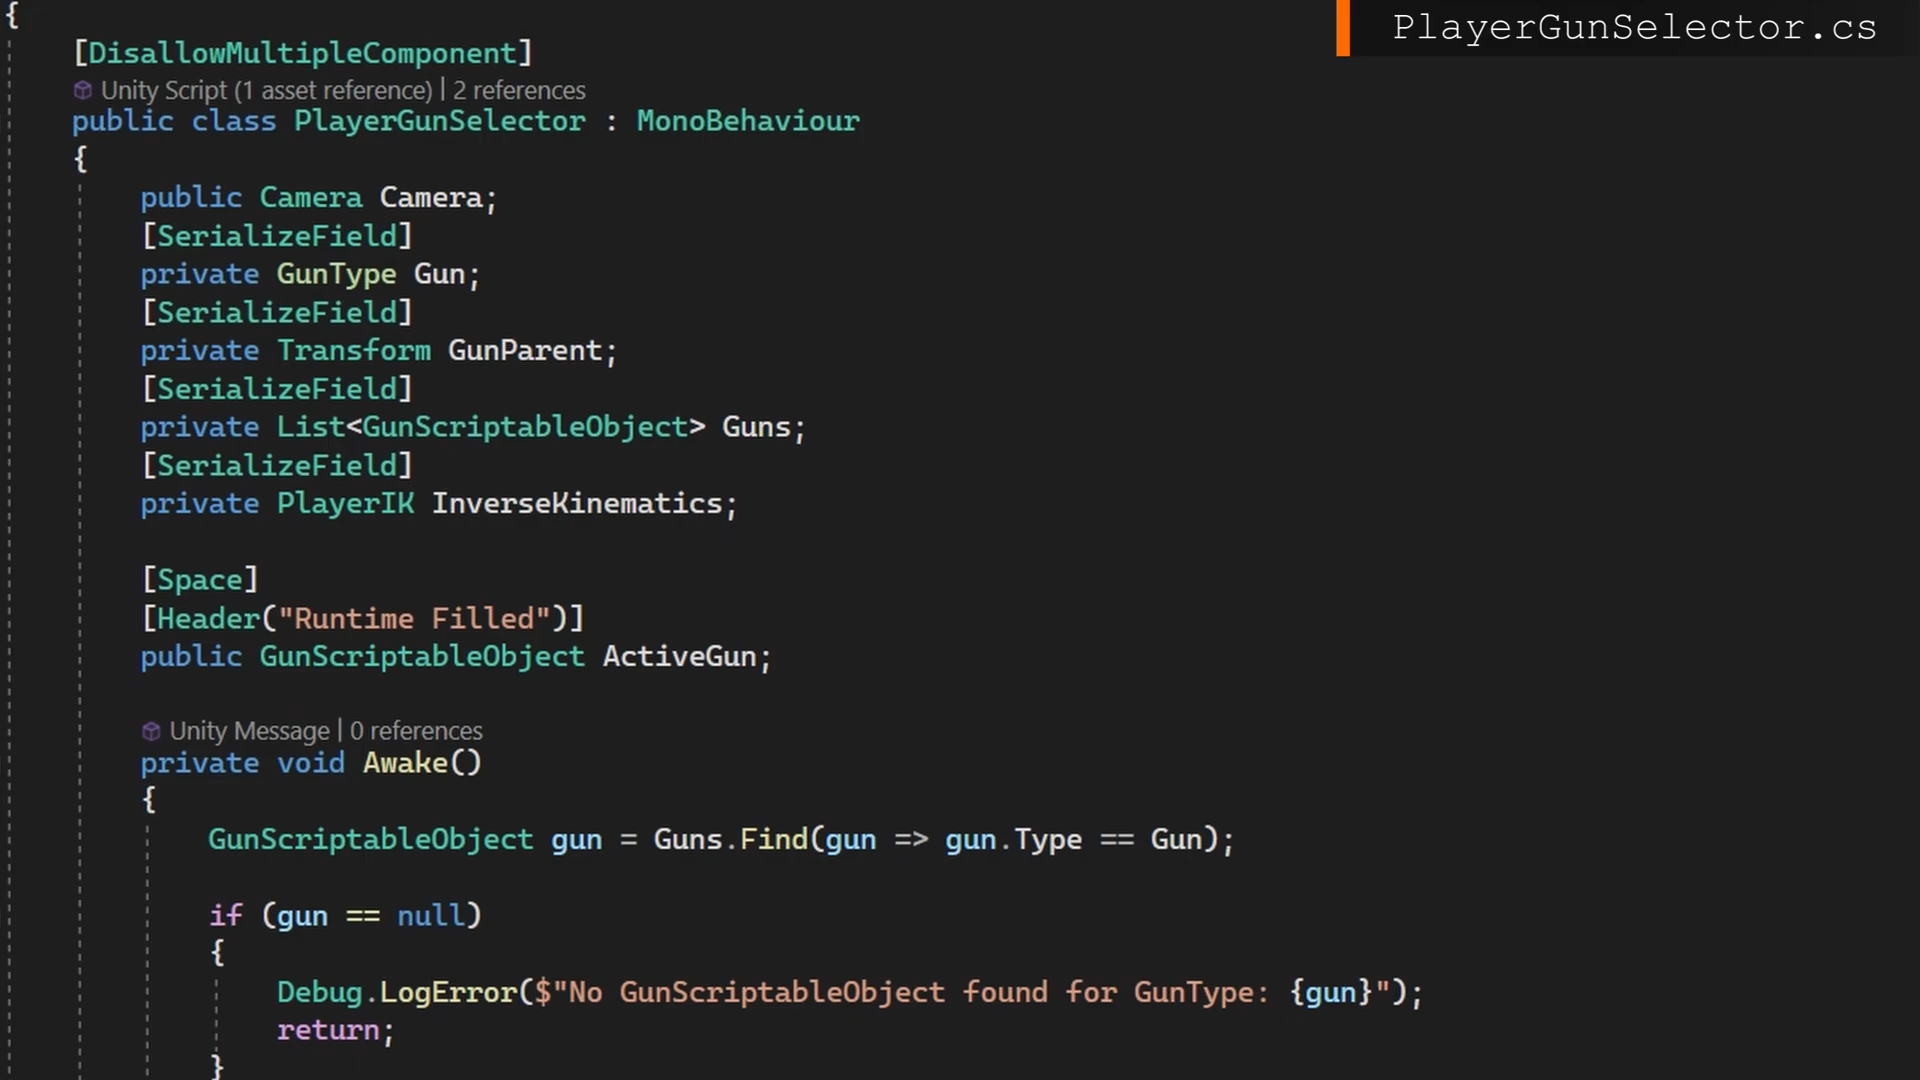 {
PlayerGunSelector.cs
[DisallowMultipleComponent]
Unity Script (1 asset reference) | 2 references
public class PlayerGunSelector : MonoBehaviour
{
public Camera Camera;
[SerializeField]
private GunType Gun;
[SerializeField]
private Transform GunParent;
[SerializeField]
private List<GunScriptableObject> Guns;
[SerializeField]
private PlayerIK InverseKinematics;
[Space]
[Header("Runtime Filled")]
public GunScriptableObject ActiveGun;
Unity Message | 0 references
private void Awake()
{
GunScriptableObject gun = Guns.Find(gun => gun.Type == Gun);
if (gun == null)
{
Debug.LogError($"No GunScriptableObject found for GunType: {gun}");
return;
}